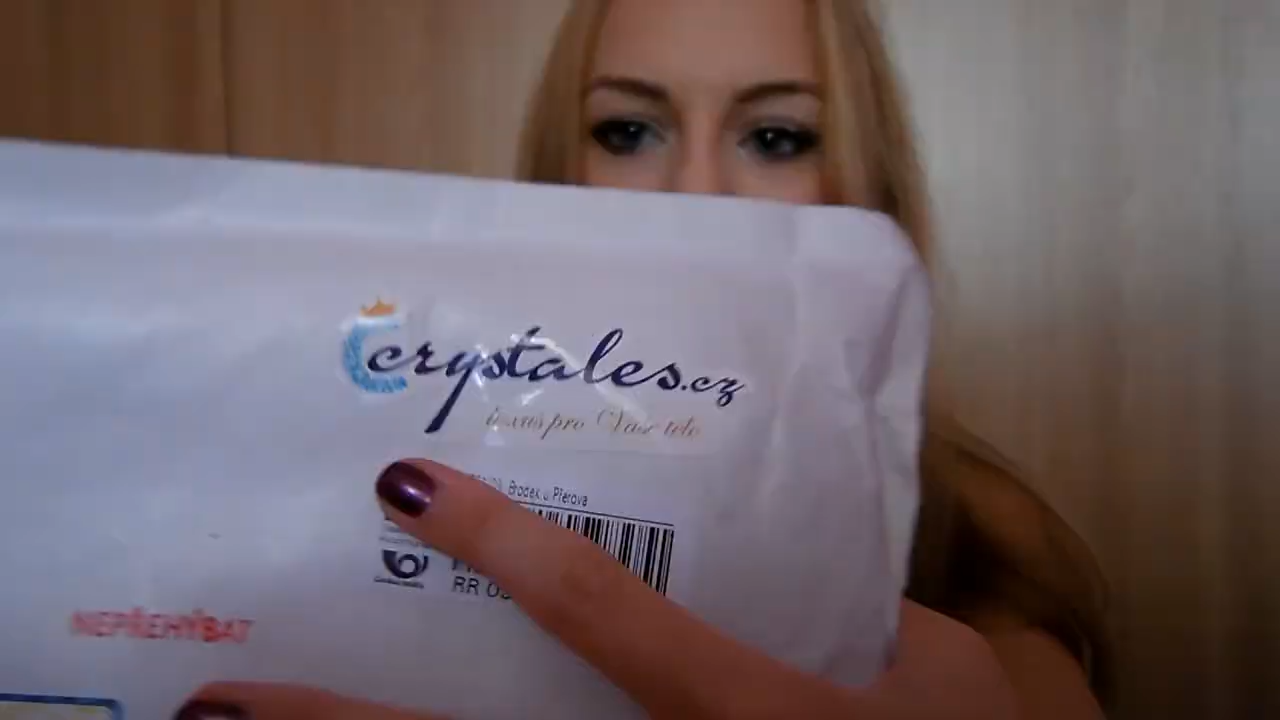 crystales.cz
Luxus pro Vaše tělo
Brodek u Přerova
RR
NEPŘEHÝBAT